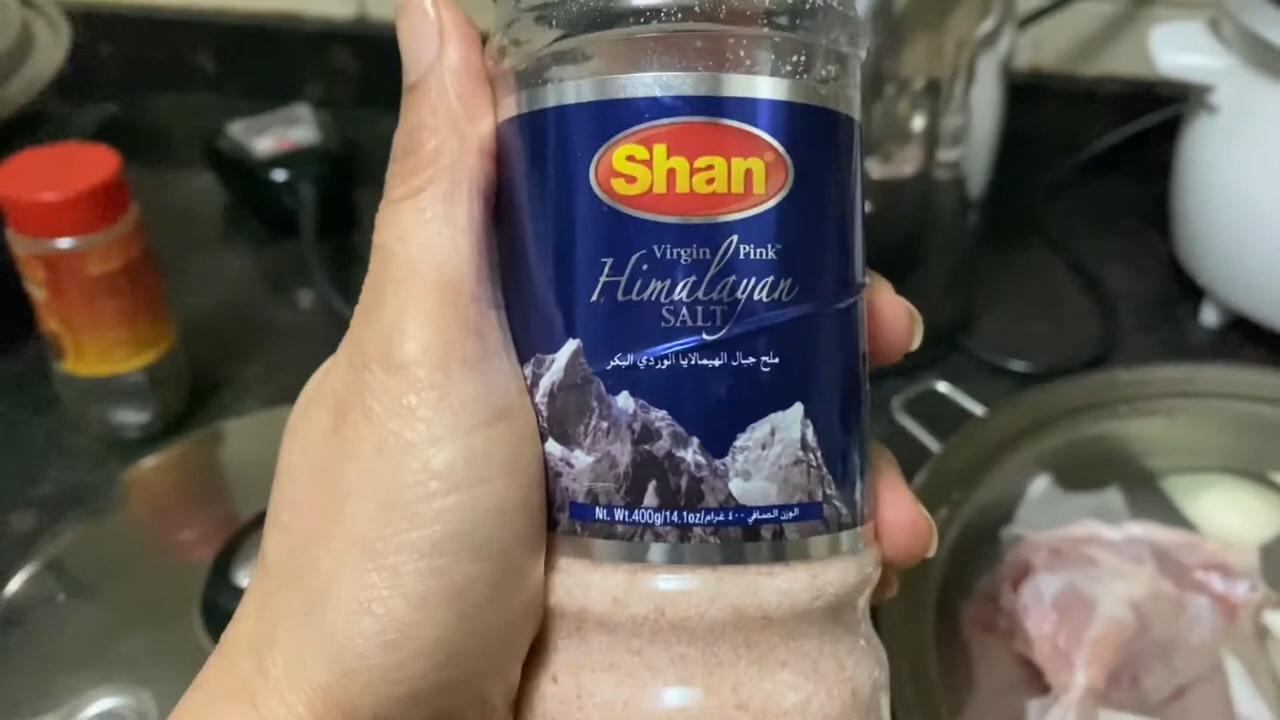 Shan
Virgin Pink™
Himalayan
SALT
ملح جبال الهيمالايا الوردي البكر
Nt. Wt.400g/14.1oz/الوزن الصافي ٤٠٠ غرام